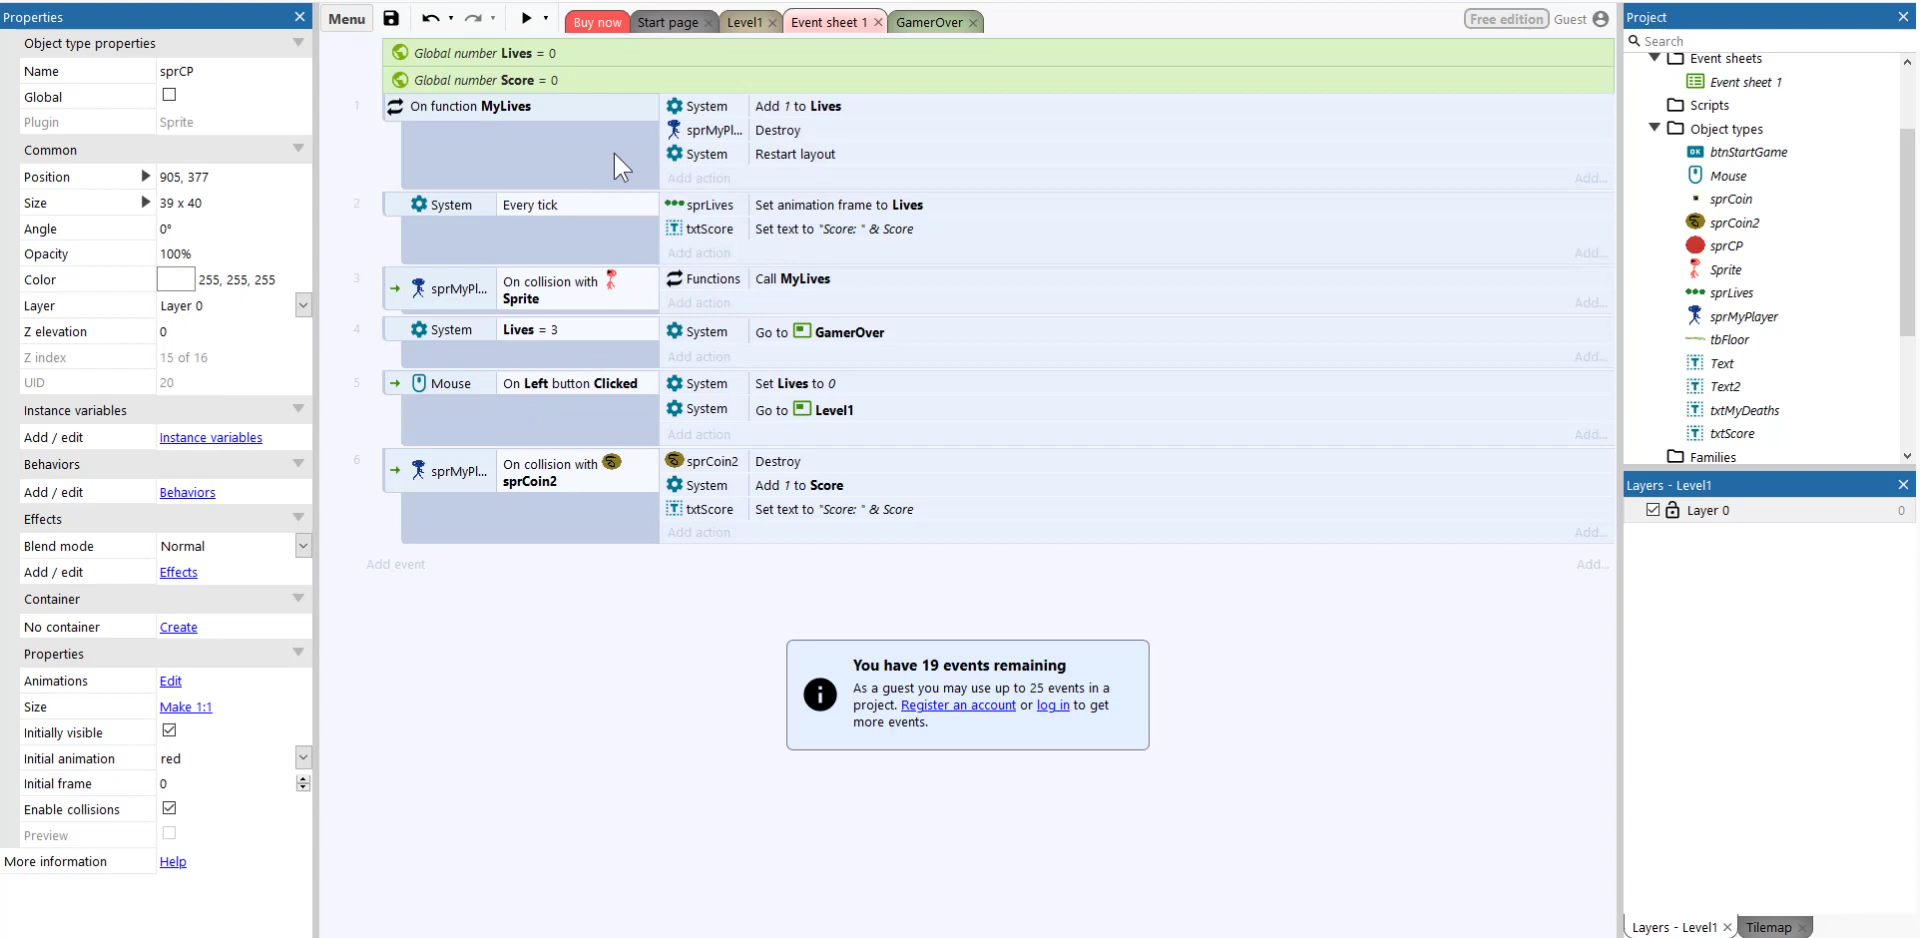 Properties
Object type properties
Name sprCP
Global
Plugin Sprite
Common
Position 905, 377
Size 39 x 40
Angle 0°
Opacity 100%
Color 255, 255, 255
Layer Layer 0
Z elevation 0
Z index 15 of 16
UID 20
Instance variables
Add / edit Instance variables
Behaviors
Add / edit Behaviors
Effects
Blend mode Normal
Add / edit Effects
Container
No container Create
Properties
Animations Edit
Size Make 1:1
Initially visible
Initial animation red
Initial frame 0
Enable collisions
Preview
More information Help
Menu
Buy now Start page Level1 Event sheet 1 GamerOver
Free edition Guest
Global number Lives = 0
Global number Score = 0
1 On function MyLives System Add 1 to Lives
sprMyPl... Destroy
System Restart layout
Add action Add...
2 System Every tick sprLives Set animation frame to Lives
txtScore Set text to "Score: " & Score
Add action Add...
3 sprMyPl... On collision with Sprite Functions Call MyLives
Add action Add...
4 System Lives = 3 System Go to GamerOver
Add action Add...
5 Mouse On Left button Clicked System Set Lives to 0
System Go to Level1
Add action Add...
6 sprMyPl... On collision with sprCoin2 sprCoin2 Destroy
System Add 1 to Score
txtScore Set text to "Score: " & Score
Add action Add...
Add event Add...
You have 19 events remaining
As a guest you may use up to 25 events in a
project. Register an account or log in to get
more events.
Project
Search
Event sheets
Event sheet 1
Scripts
Object types
OK btnStartGame
Mouse
sprCoin
sprCoin2
sprCP
Sprite
sprLives
sprMyPlayer
tbFloor
Text
Text2
txtMyDeaths
txtScore
Families
Layers - Level1
Layer 0 0
Layers - Level1 Tilemap